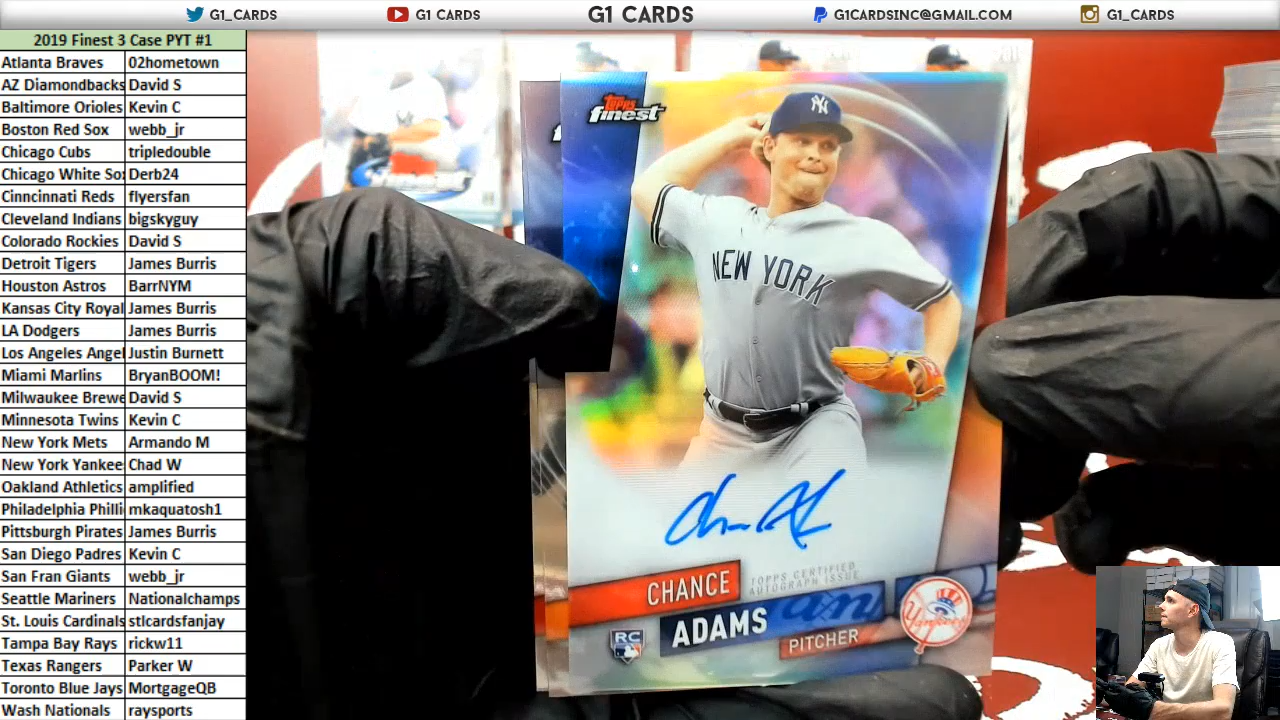 G1_CARDS G1 CARDS G1 CARDS G1CARDSINC@GMAIL.COM G1_CARDS
2019 Finest 3 Case PYT #1
Atlanta Braves 02hometown
AZ Diamondbacks David S
Baltimore Orioles Kevin C
Boston Red Sox webb_jr
Chicago Cubs tripledouble
Chicago White So Derb24
Cinncinnati Reds flyersfan
Cleveland Indians bigskyguy
Colorado Rockies David S
Detroit Tigers James Burris
Houston Astros BarrNYM
Kansas City Royal James Burris
LA Dodgers James Burris
Los Angeles Angel Justin Burnett
Miami Marlins BryanBOOM!
Milwaukee Brewe David S
Minnesota Twins Kevin C
New York Mets Armando M
New York Yankee Chad W
Oakland Athletics amplified
Philadelphia Philli mkaquatosh1
Pittsburgh Pirates James Burris
San Diego Padres Kevin C
San Fran Giants webb_jr
Seattle Mariners Nationalchamps
St. Louis Cardinals stlcardsfanjay
Tampa Bay Rays rickw11
Texas Rangers Parker W
Toronto Blue Jays MortgageQB
Wash Nationals raysports
TOPPS
finest
NY
NEW YORK
CHANCE
TOPPS CERTIFIED
AUTOGRAPH ISSUE
ADAMS
RC
PITCHER
Yankees